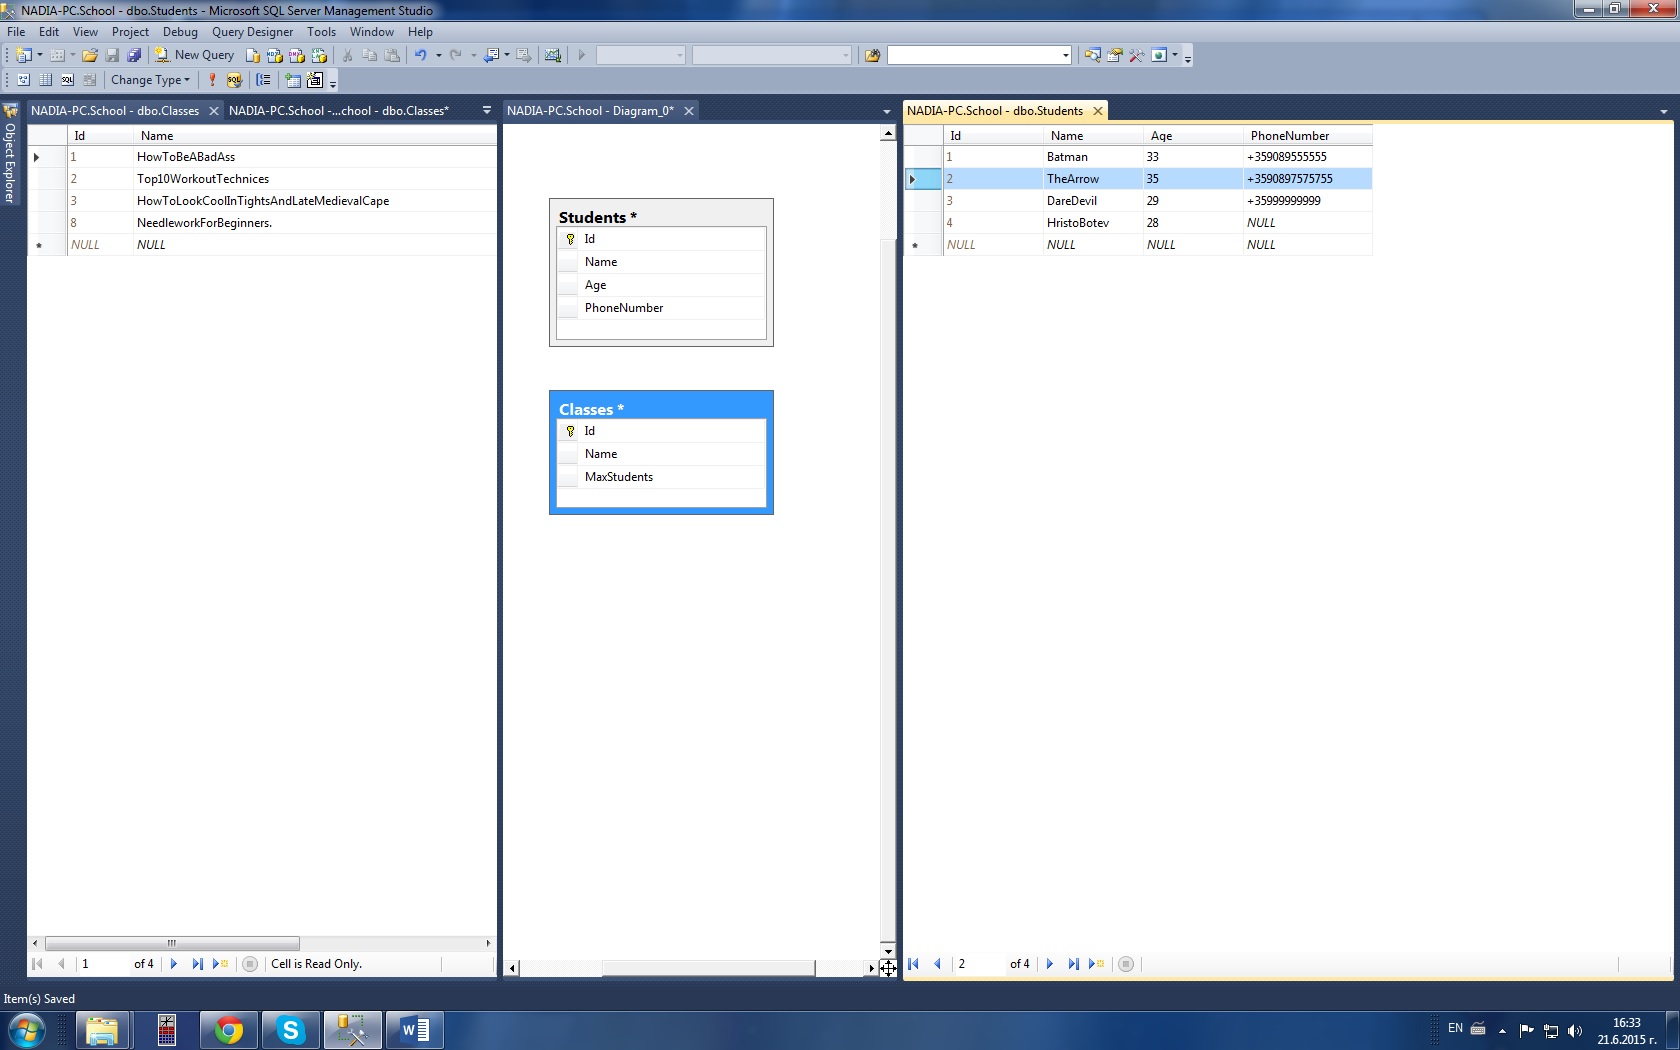 NADIA-PC.School - dbo.Students - Microsoft SQL Server Management Studio
File Edit View Project Debug Query Designer Tools Window Help
New Query
Change Type
Object Explorer
NADIA-PC.School - dbo.Classes
NADIA-PC.School -...chool - dbo.Classes*
NADIA-PC.School - Diagram_0*
NADIA-PC.School - dbo.Students
Id Name
1 HowToBeABadAss
2 Top10WorkoutTechnices
3 HowToLookCoolInTightsAndLateMedievalCape
8 NeedleworkForBeginners.
NULL NULL
Students *
Id
Name
Age
PhoneNumber
Classes *
Id
Name
MaxStudents
Id Name Age PhoneNumber
1 Batman 33 +359089555555
2 TheArrow 35 +3590897575755
3 DareDevil 29 +35999999999
4 HristoBotev 28 NULL
NULL NULL NULL NULL
1 of 4 Cell is Read Only.
2 of 4
Item(s) Saved
EN
16:33
21.6.2015 г.